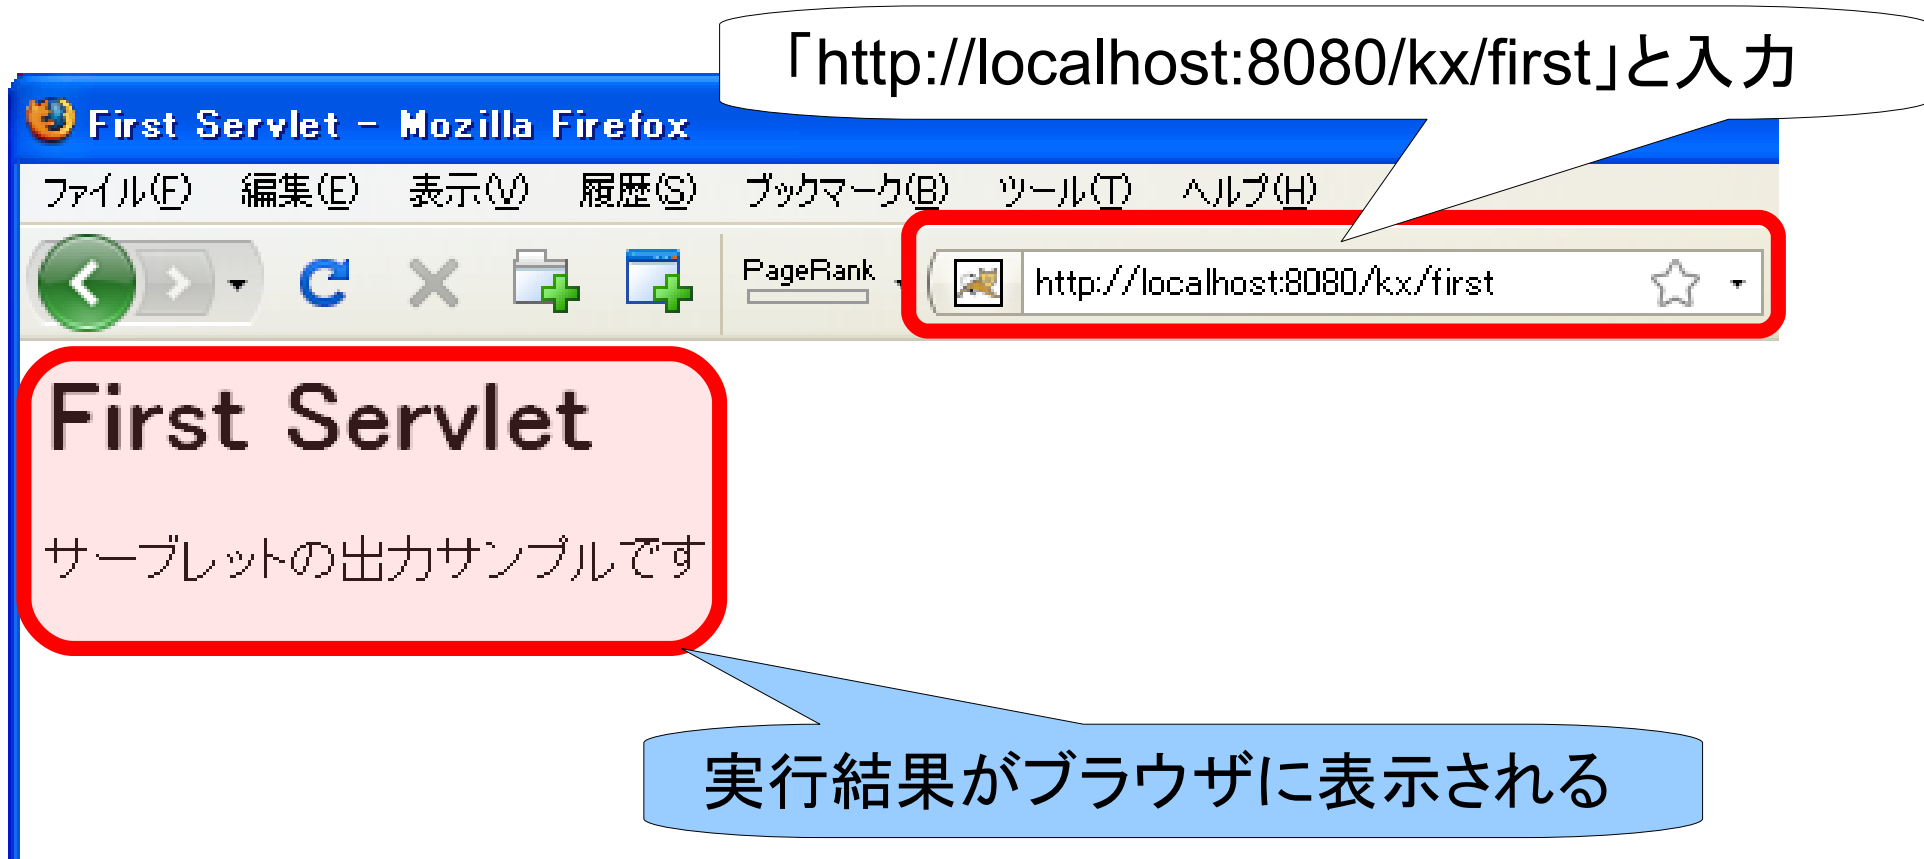 「http://localhost:8080/kx/first」と入力
First Servlet - Mozilla Firefox
ファイル(F) 編集(E) 表示(V) 履歴(S) ブックマーク(B) ツール(T) ヘルプ(H)
PageRank http://localhost:8080/kx/first
First Servlet
サーブレットの出力サンプルです
実行結果がブラウザに表示される